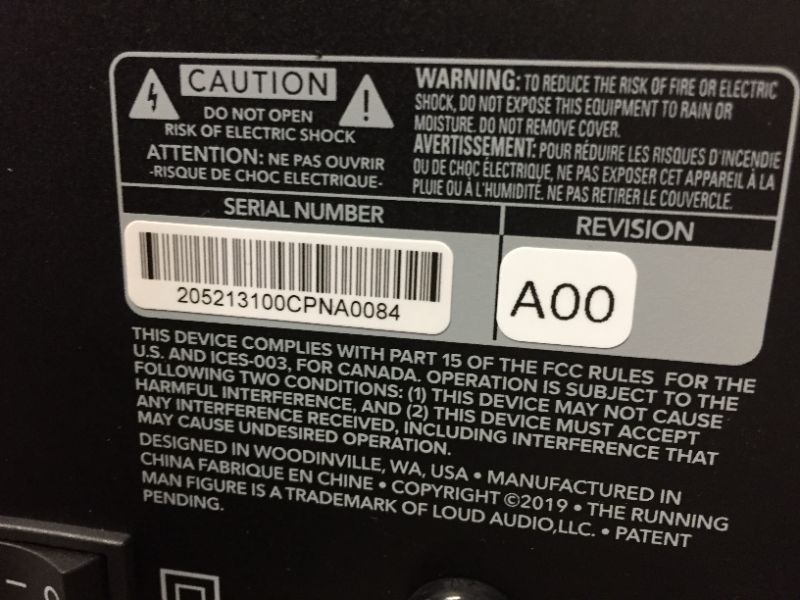 CAUTION
DO NOT OPEN
RISK OF ELECTRIC SHOCK
ATTENTION: NE PAS OUVRIR
-RISQUE DE CHOC ELECTRIQUE-
WARNING: TO REDUCE THE RISK OF FIRE OR ELECTRIC
SHOCK, DO NOT EXPOSE THIS EQUIPMENT TO RAIN OR
MOISTURE. DO NOT REMOVE COVER.
AVERTISSEMENT: POUR RÉDUIRE LES RISQUES D'INCENDIE
OU DE CHOC ÉLECTRIQUE, NE PAS EXPOSER CET APPAREIL À LA
PLUIE OU À L'HUMIDITÉ. NE PAS RETIRER LE COUVERCLE.
SERIAL NUMBER
REVISION
205213100CPNA0084
A00
THIS DEVICE COMPLIES WITH PART 15 OF THE FCC RULES FOR THE
U.S. AND ICES-003, FOR CANADA. OPERATION IS SUBJECT TO THE
FOLLOWING TWO CONDITIONS: (1) THIS DEVICE MAY NOT CAUSE
HARMFUL INTERFERENCE, AND (2) THIS DEVICE MUST ACCEPT
ANY INTERFERENCE RECEIVED, INCLUDING INTERFERENCE THAT
MAY CAUSE UNDESIRED OPERATION.
DESIGNED IN WOODINVILLE, WA, USA • MANUFACTURED IN
CHINA FABRIQUE EN CHINE • COPYRIGHT ©2019 • THE RUNNING
MAN FIGURE IS A TRADEMARK OF LOUD AUDIO,LLC. • PATENT
PENDING.